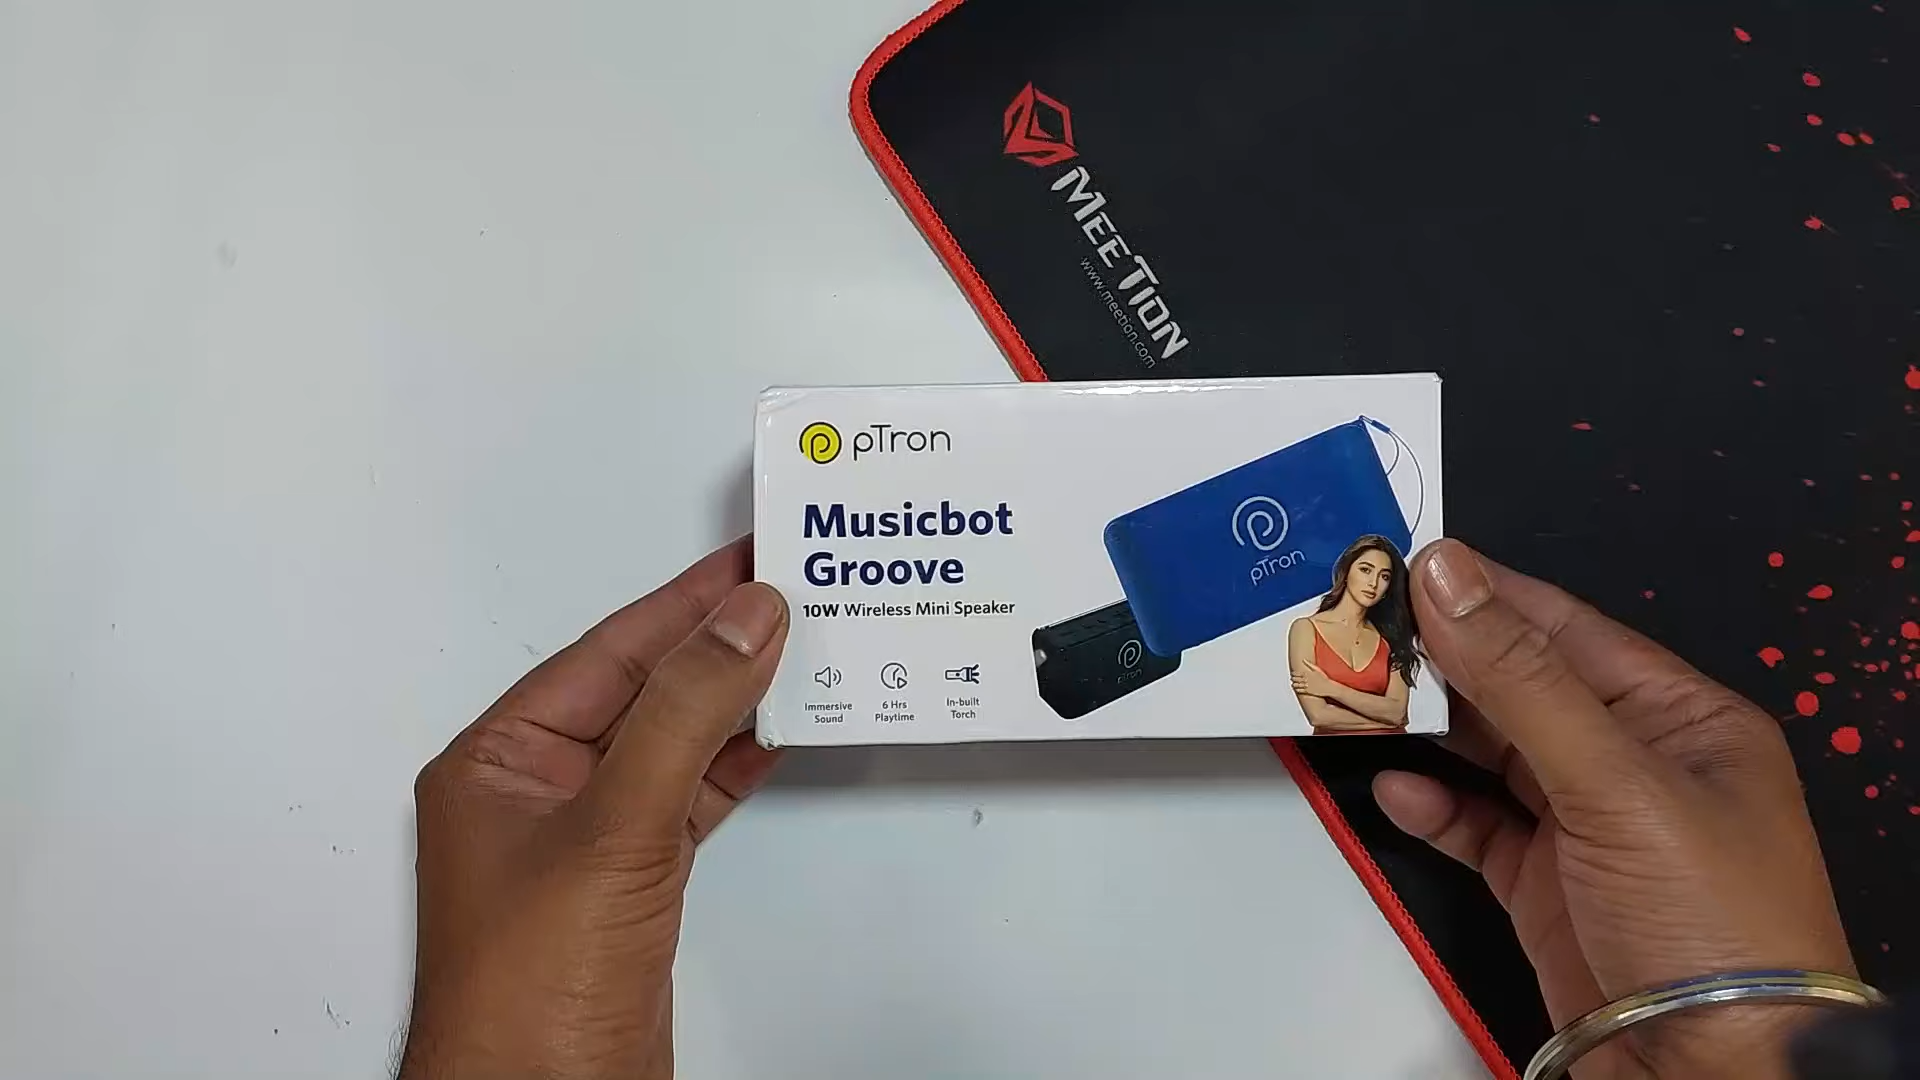 MEETION
www.meetion.com
pTron
Musicbot
Groove
10W Wireless Mini Speaker
Immersive
Sound
6 Hrs
Playtime
In-built
Torch
pTron
pTron